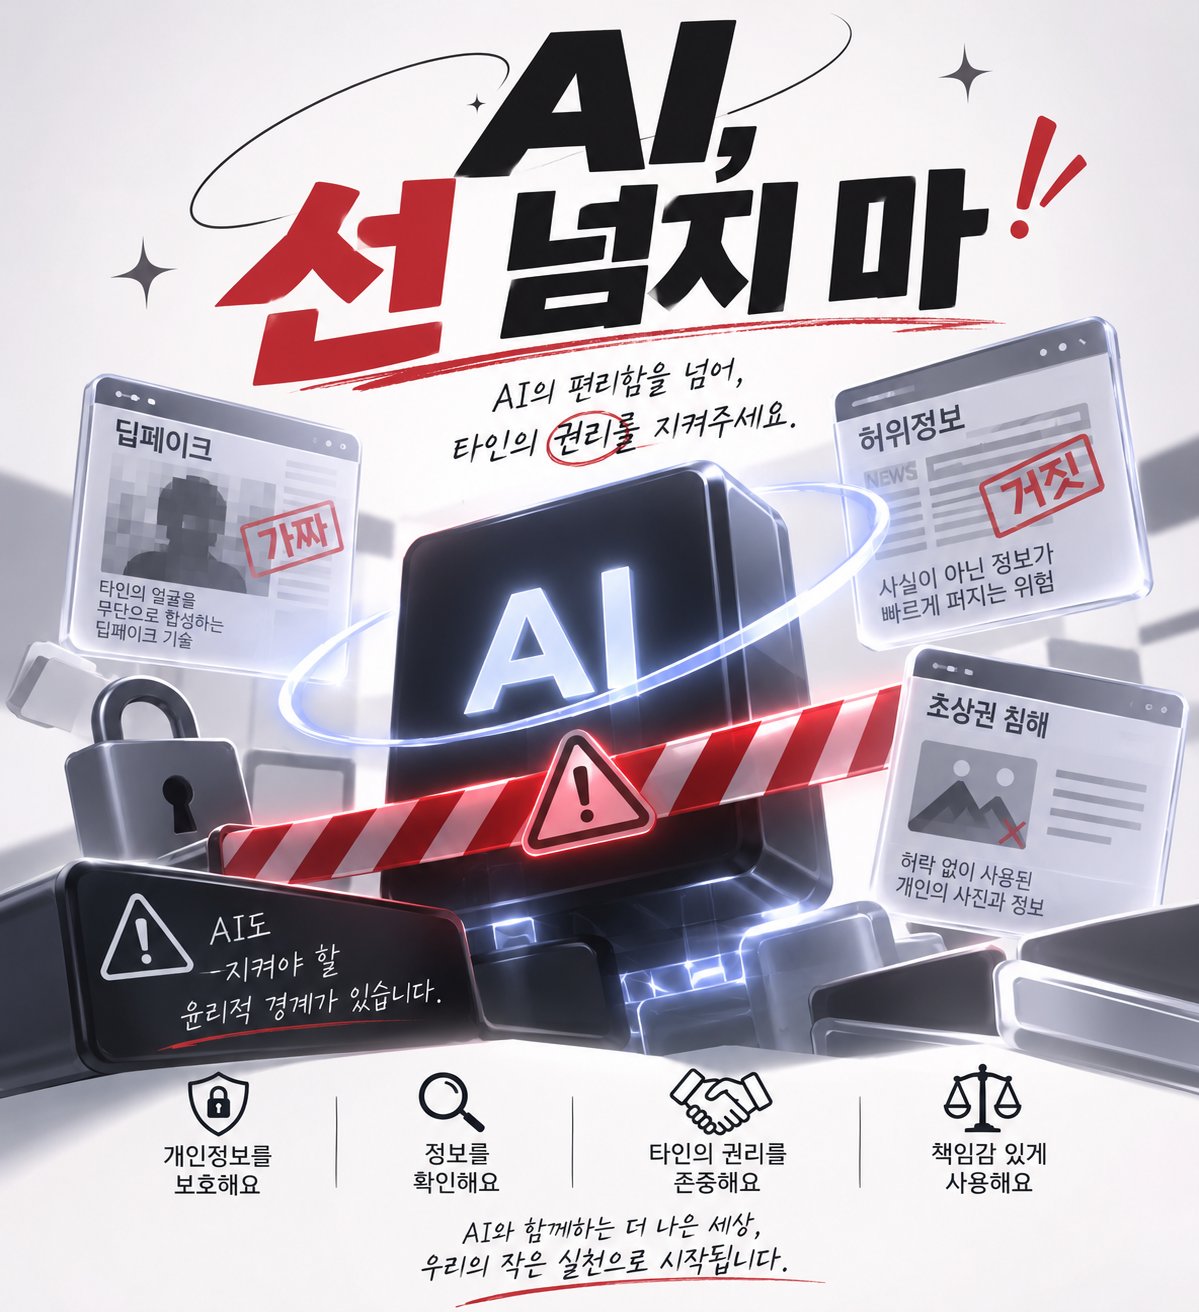 AI,
선 넘지 마!!
AI의 편리함을 넘어,
타인의 권리를 지켜주세요.
딥페이크
가짜
타인의 얼굴을
무단으로 합성하는
딥페이크 기술
허위정보
NEWS
거짓
사실이 아닌 정보가
빠르게 퍼지는 위험
AI
초상권 침해
허락 없이 사용된
개인의 사진과 정보
AI도
-지켜야 할
윤리적 경계가 있습니다.
개인정보를
보호해요
정보를
확인해요
타인의 권리를
존중해요
책임감 있게
사용해요
AI와 함께하는 더 나은 세상,
우리의 작은 실천으로 시작됩니다.